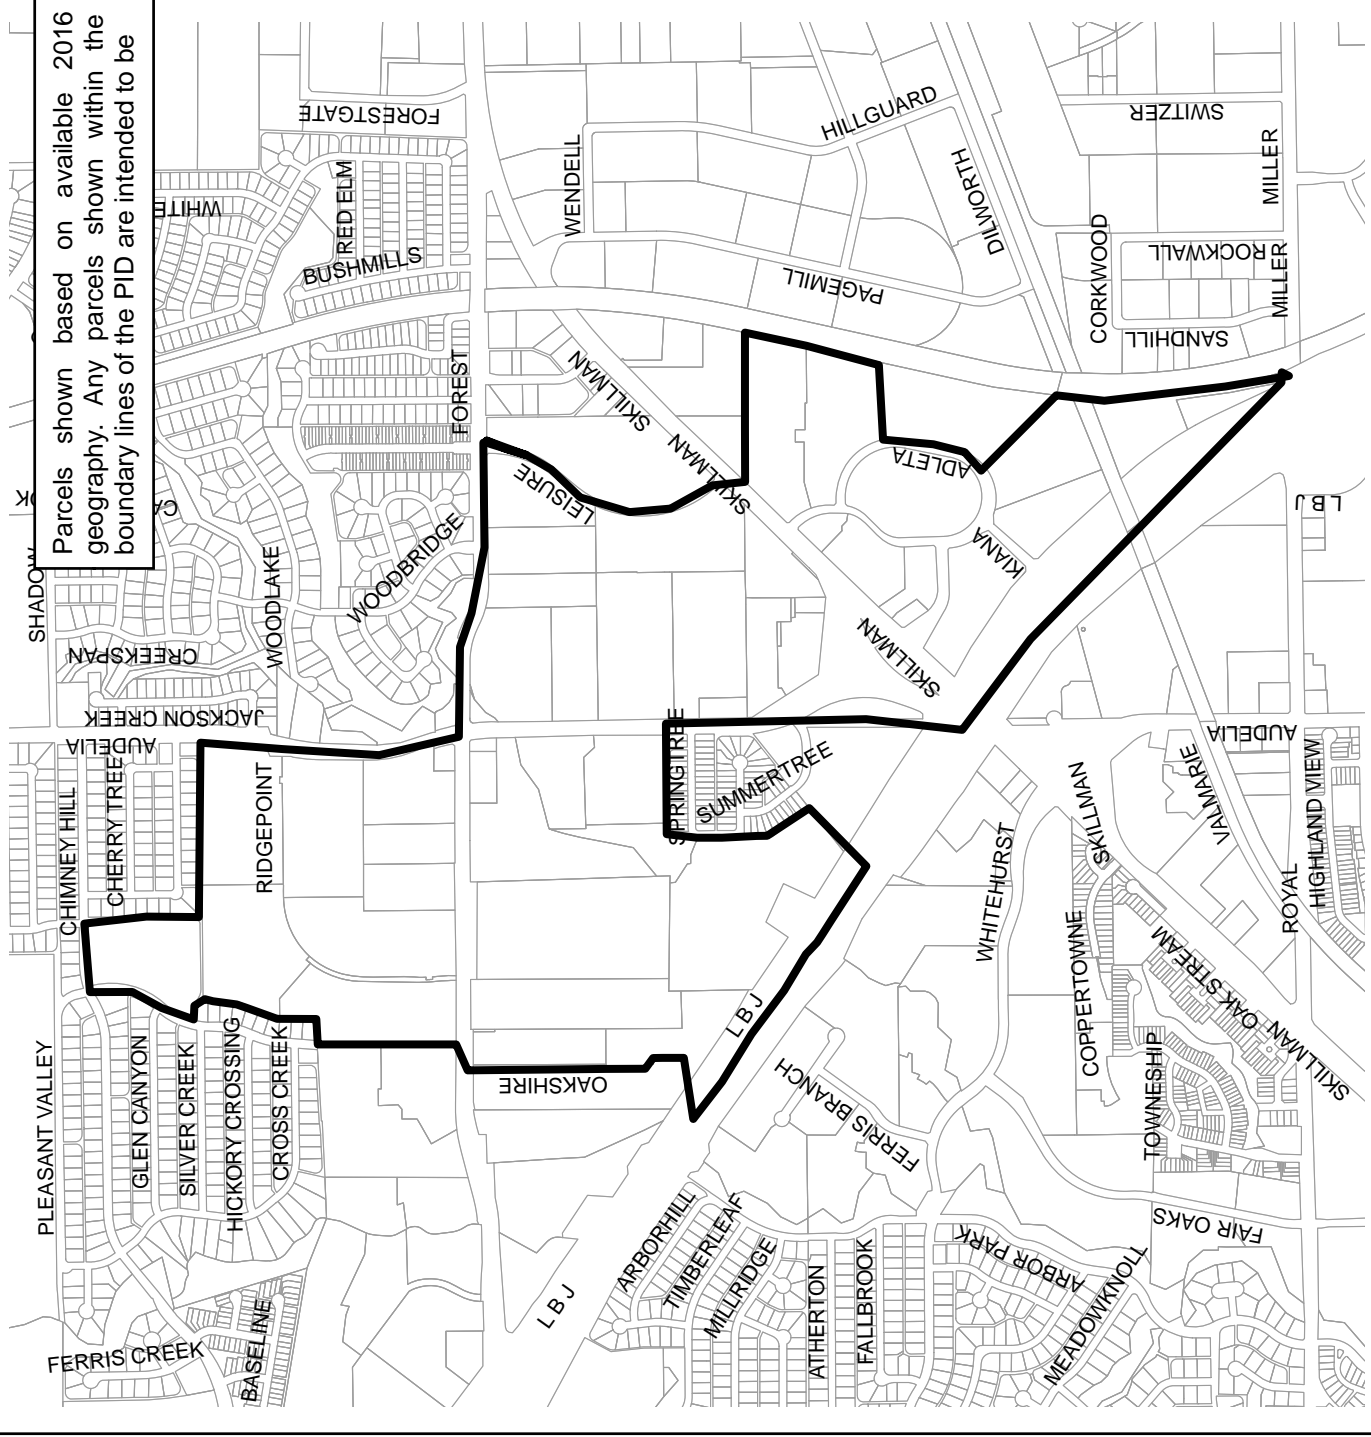 Parcels shown based on available 2016
geography. Any parcels shown within the
boundary lines of the PID are intended to be
FORESTGATE
WHITE
RED ELM
BUSHMILLS
WENDELL
HILLGUARD
DILWORTH
PAGEMILL
SWITZER
MILLER
CORKWOOD
ROCKWALL
MILLER
SANDHILL
FOREST
SKILLMAN
SKILLMAN
SKILLMAN
LEISURE
ADLETA
KIANA
L B J
SHADOW
WOODLAKE
WOODBRIDGE
CREEKSPAN
JACKSON CREEK
AUDELIA
SKILLMAN
SKILLMAN
AUDELIA
CHIMNEY HILL
CHERRY TREE
RIDGEPOINT
SPRINGTREE
SUMMERTREE
SKILLMAN
VALMARIE
HIGHLAND VIEW
ROYAL
WHITEHURST
COPPERTOWNE
OAK STREAM
SKILLMAN
PLEASANT VALLEY
GLEN CANYON
SILVER CREEK
HICKORY CROSSING
CROSS CREEK
OAKSHIRE
L B J
FERRIS BRANCH
TOWNESHIP
FAIR OAKS
ARBORHILL
TIMBERLEAF
MILLRIDGE
L B J
ATHERTON
FALLBROOK
ARBOR PARK
MEADOWKNOLL
FERRIS CREEK
BASELINE